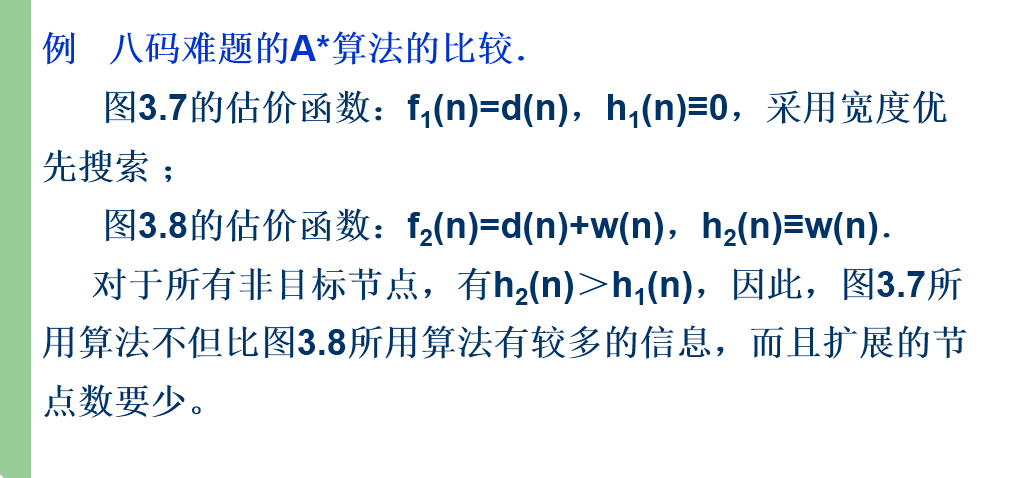 例 八码难题的A*算法的比较.
图3.7的估价函数：f₁(n)=d(n)，h₁(n)≡0，采用宽度优
先搜索；
图3.8的估价函数：f₂(n)=d(n)+w(n)，h₂(n)≡w(n).
对于所有非目标节点，有h₂(n)＞h₁(n)，因此，图3.7所
用算法不但比图3.8所用算法有较多的信息，而且扩展的节
点数要少。